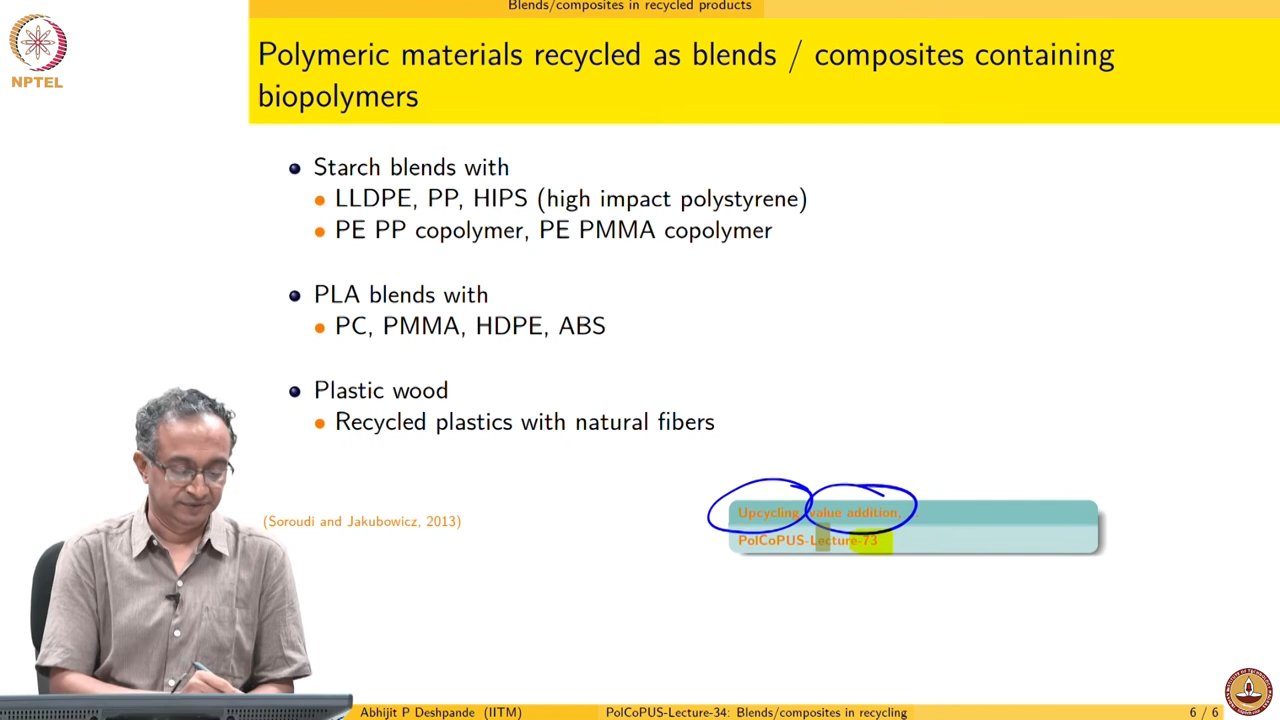 Blends/composites in recycled products
NPTEL
Polymeric materials recycled as blends / composites containing
biopolymers
Starch blends with
LLDPE, PP, HIPS (high impact polystyrene)
PE PP copolymer, PE PMMA copolymer
PLA blends with
PC, PMMA, HDPE, ABS
Plastic wood
Recycled plastics with natural fibers
(Soroudi and Jakubowicz, 2013)
Upcycling, value addition, ...
PolCoPUS-Lecture-73
Abhijit P Deshpande (IITM) PolCoPUS-Lecture-34: Blends/composites in recycling 6 / 6